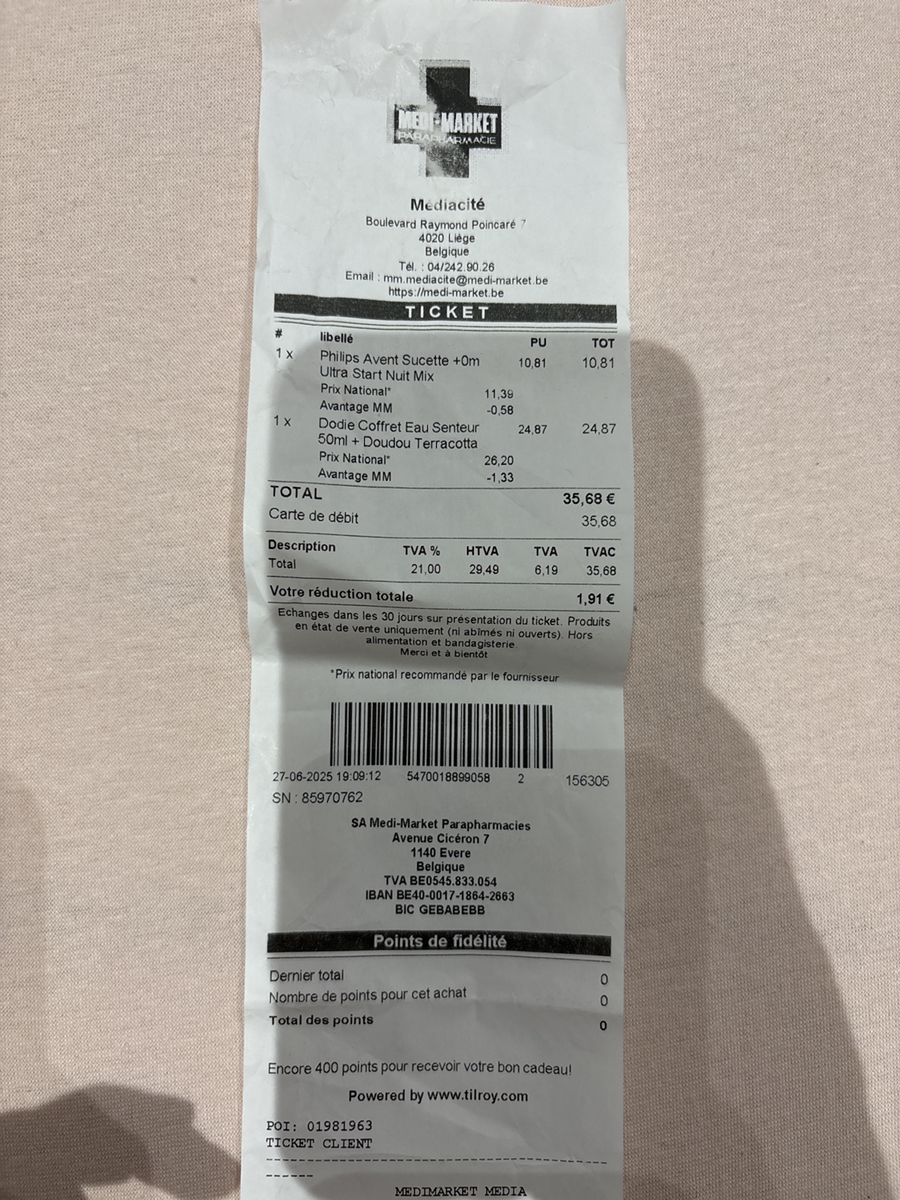 MEDI-MARKET
PARAPHARMACIE
Médiacité
Boulevard Raymond Poincaré 7
4020 Liège
Belgique
Tél. : 04/242.90.26
Email : mm.mediacite@medi-market.be
https://medi-market.be
TICKET
# libellé PU TOT
1 x Philips Avent Sucette +0m 10,81 10,81
Ultra Start Nuit Mix
Prix National* 11,39
Avantage MM -0,58
1 x Dodie Coffret Eau Senteur 24,87 24,87
50ml + Doudou Terracotta
Prix National* 26,20
Avantage MM -1,33
TOTAL 35,68 €
Carte de débit 35,68
Description TVA % HTVA TVA TVAC
Total 21,00 29,49 6,19 35,68
Votre réduction totale 1,91 €
Echanges dans les 30 jours sur présentation du ticket. Produits
en état de vente uniquement (ni abîmés ni ouverts). Hors
alimentation et bandagisterie.
Merci et à bientôt
*Prix national recommandé par le fournisseur
27-06-2025 19:09:12 5470018899058 2 156305
SN : 85970762
SA Medi-Market Parapharmacies
Avenue Cicéron 7
1140 Evere
Belgique
TVA BE0545.833.054
IBAN BE40-0017-1864-2663
BIC GEBABEBB
Points de fidélité
Dernier total 0
Nombre de points pour cet achat 0
Total des points 0
Encore 400 points pour recevoir votre bon cadeau!
Powered by www.tilroy.com
POI: 01981963
TICKET CLIENT
MEDIMARKET MEDIA